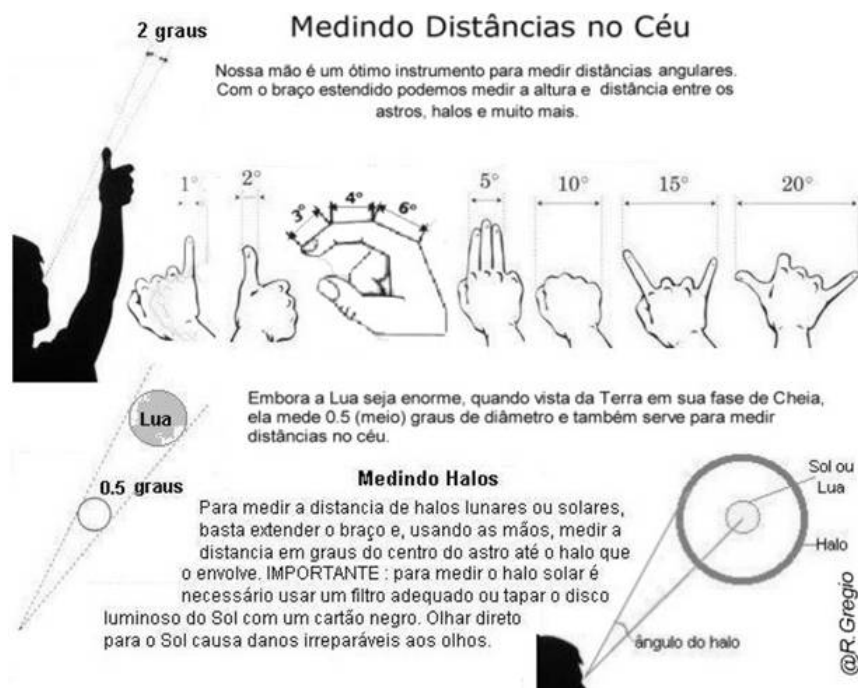 2 graus
Medindo Distâncias no Céu
Nossa mão é um ótimo instrumento para medir distâncias angulares.
Com o braço estendido podemos medir a altura e distância entre os
astros, halos e muito mais.
1°
2°
3°
4°
6°
5°
10°
15°
20°
Lua
0.5 graus
Embora a Lua seja enorme, quando vista da Terra em sua fase de Cheia,
ela mede 0.5 (meio) graus de diâmetro e também serve para medir
distâncias no céu.
Medindo Halos
Para medir a distancia de halos lunares ou solares,
basta extender o braço e, usando as mãos, medir a
distancia em graus do centro do astro até o halo que
o envolve. IMPORTANTE : para medir o halo solar é
necessário usar um filtro adequado ou tapar o disco
luminoso do Sol com um cartão negro. Olhar direto
para o Sol causa danos irreparáveis aos olhos.
Sol ou
Lua
Halo
ângulo do halo
@R.Gregio